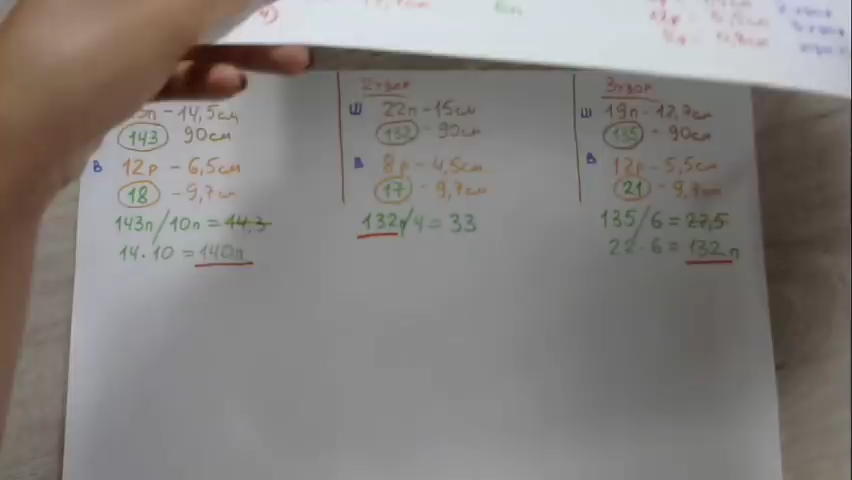 4)
14,5см
143 90см
В 12р - 6,5см
18 - 9,7см
143п/10п = 14,3
14·10 = 140п
2 узор
Ш 22п - 15см
132 - 90см
В 8р - 4,5см
17 - 9,7см
132п/4 = 33
3 узор
Ш 19п - 12,7см
135 - 90см
В 12р - 5,5см
21 - 9,7см
135/6 = 22,5
22·6 = 132п